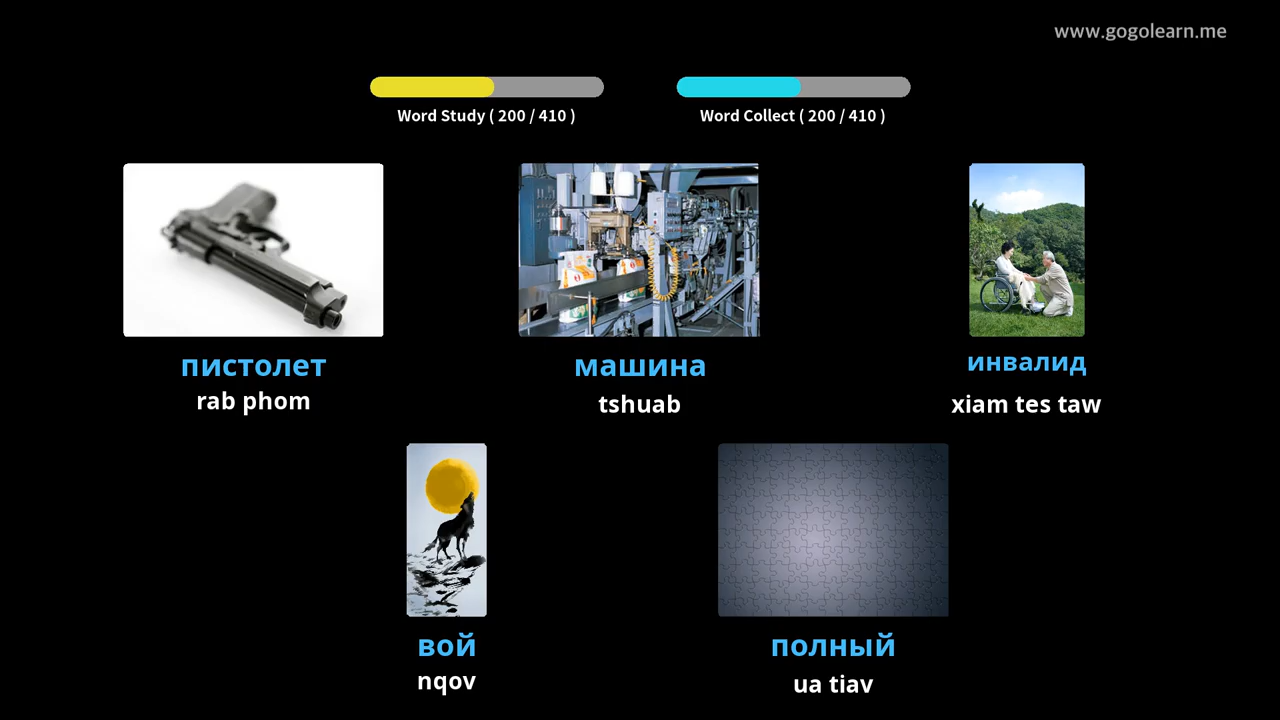 www.gogolearn.me
Word Study ( 200 / 410 )
Word Collect ( 200 / 410 )
пистолет
rab phom
машина
tshuab
инвалид
xiam tes taw
вой
nqov
полный
ua tiav